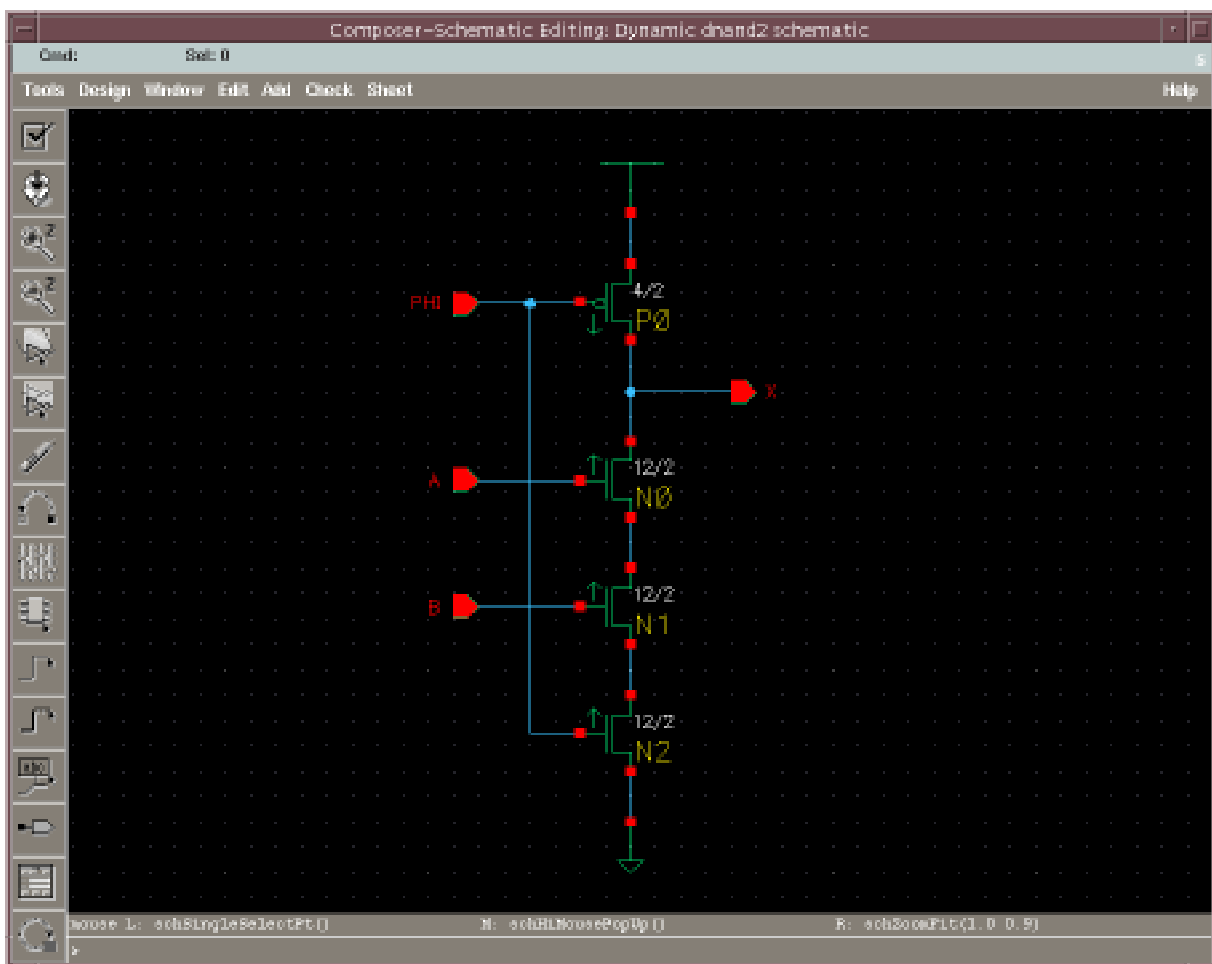 Composer-Schematic Editing: Dynamic dnand2 schematic
Cmd: Sel: 0
Tools Design Window Edit Add Check Sheet Help
PHI
4/2
P0
X
A
12/2
N0
B
12/2
N1
12/2
N2
mouse L: schSingleSelectPt() M: schHiMousePopUp() R: schZoomFit(1.0 0.9)
>